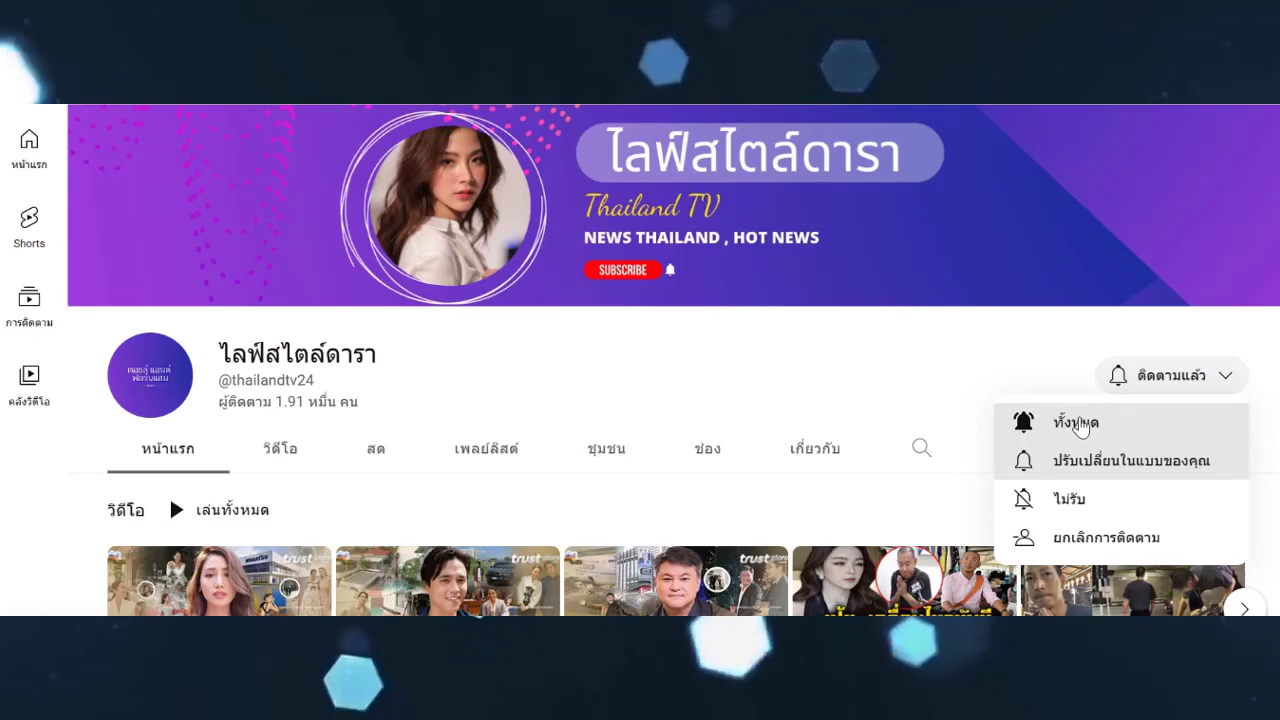 ไลฟ์สไตล์ดารา
Thailand TV
NEWS THAILAND , HOT NEWS
SUBSCRIBE
หน้าแรก
Shorts
การติดตาม
คลังวิดีโอ
ไลฟ์สไตล์ดารา
@thailandtv24
ผู้ติดตาม 1.91 หมื่น คน
ติดตามแล้ว
ทั้งหมด
ปรับเปลี่ยนในแบบของคุณ
ไม่รับ
ยกเลิกการติดตาม
หน้าแรก วิดีโอ สด เพลย์ลิสต์ ชุมชน ช่อง เกี่ยวกับ
วิดีโอ เล่นทั้งหมด
trust
trust
trust